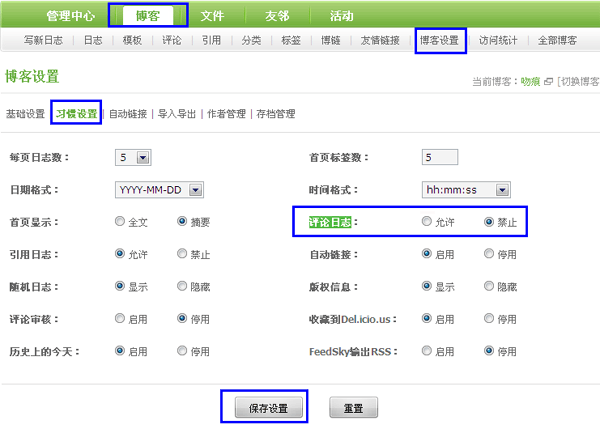 管理中心 博客 文件 友邻 活动
写新日志 | 日志 | 模板 | 评论 | 引用 | 分类 | 标签 | 博链 | 友情链接 | 博客设置 | 访问统计 | 全部博客
博客设置
当前博客：吻痕 [切换博客
基础设置 习惯设置 | 自动链接 | 导入导出 | 作者管理 | 存档管理
每页日志数： 5 首页标签数： 5
日期格式： YYYY-MM-DD 时间格式： hh:mm:ss
首页显示： 全文 摘要 评论日志： 允许 禁止
引用日志： 允许 禁止 自动链接： 启用 停用
随机日志： 显示 隐藏 版权信息： 显示 隐藏
评论审核： 启用 停用 收藏到Del.icio.us： 启用 停用
历史上的今天： 启用 停用 FeedSky输出RSS： 启用 停用
保存设置 重置